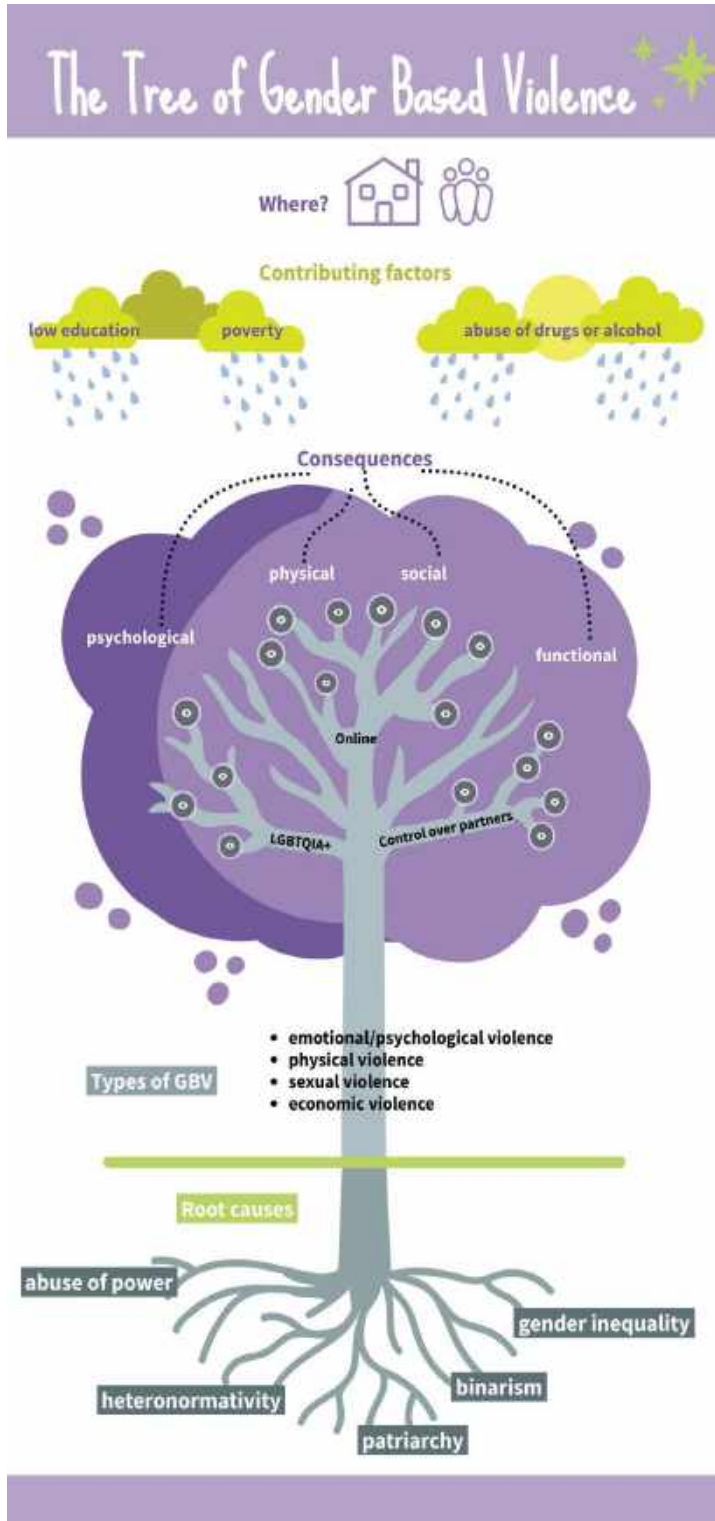 The Tree of Gender Based Violence
Where?
Contributing factors
low education
poverty
abuse of drugs or alcohol
Consequences
physical
social
psychological
functional
Online
LGBTQIA+
Control over partners
Types of GBV
• emotional/psychological violence
• physical violence
• sexual violence
• economic violence
Root causes
abuse of power
gender inequality
binarism
heteronormativity
patriarchy